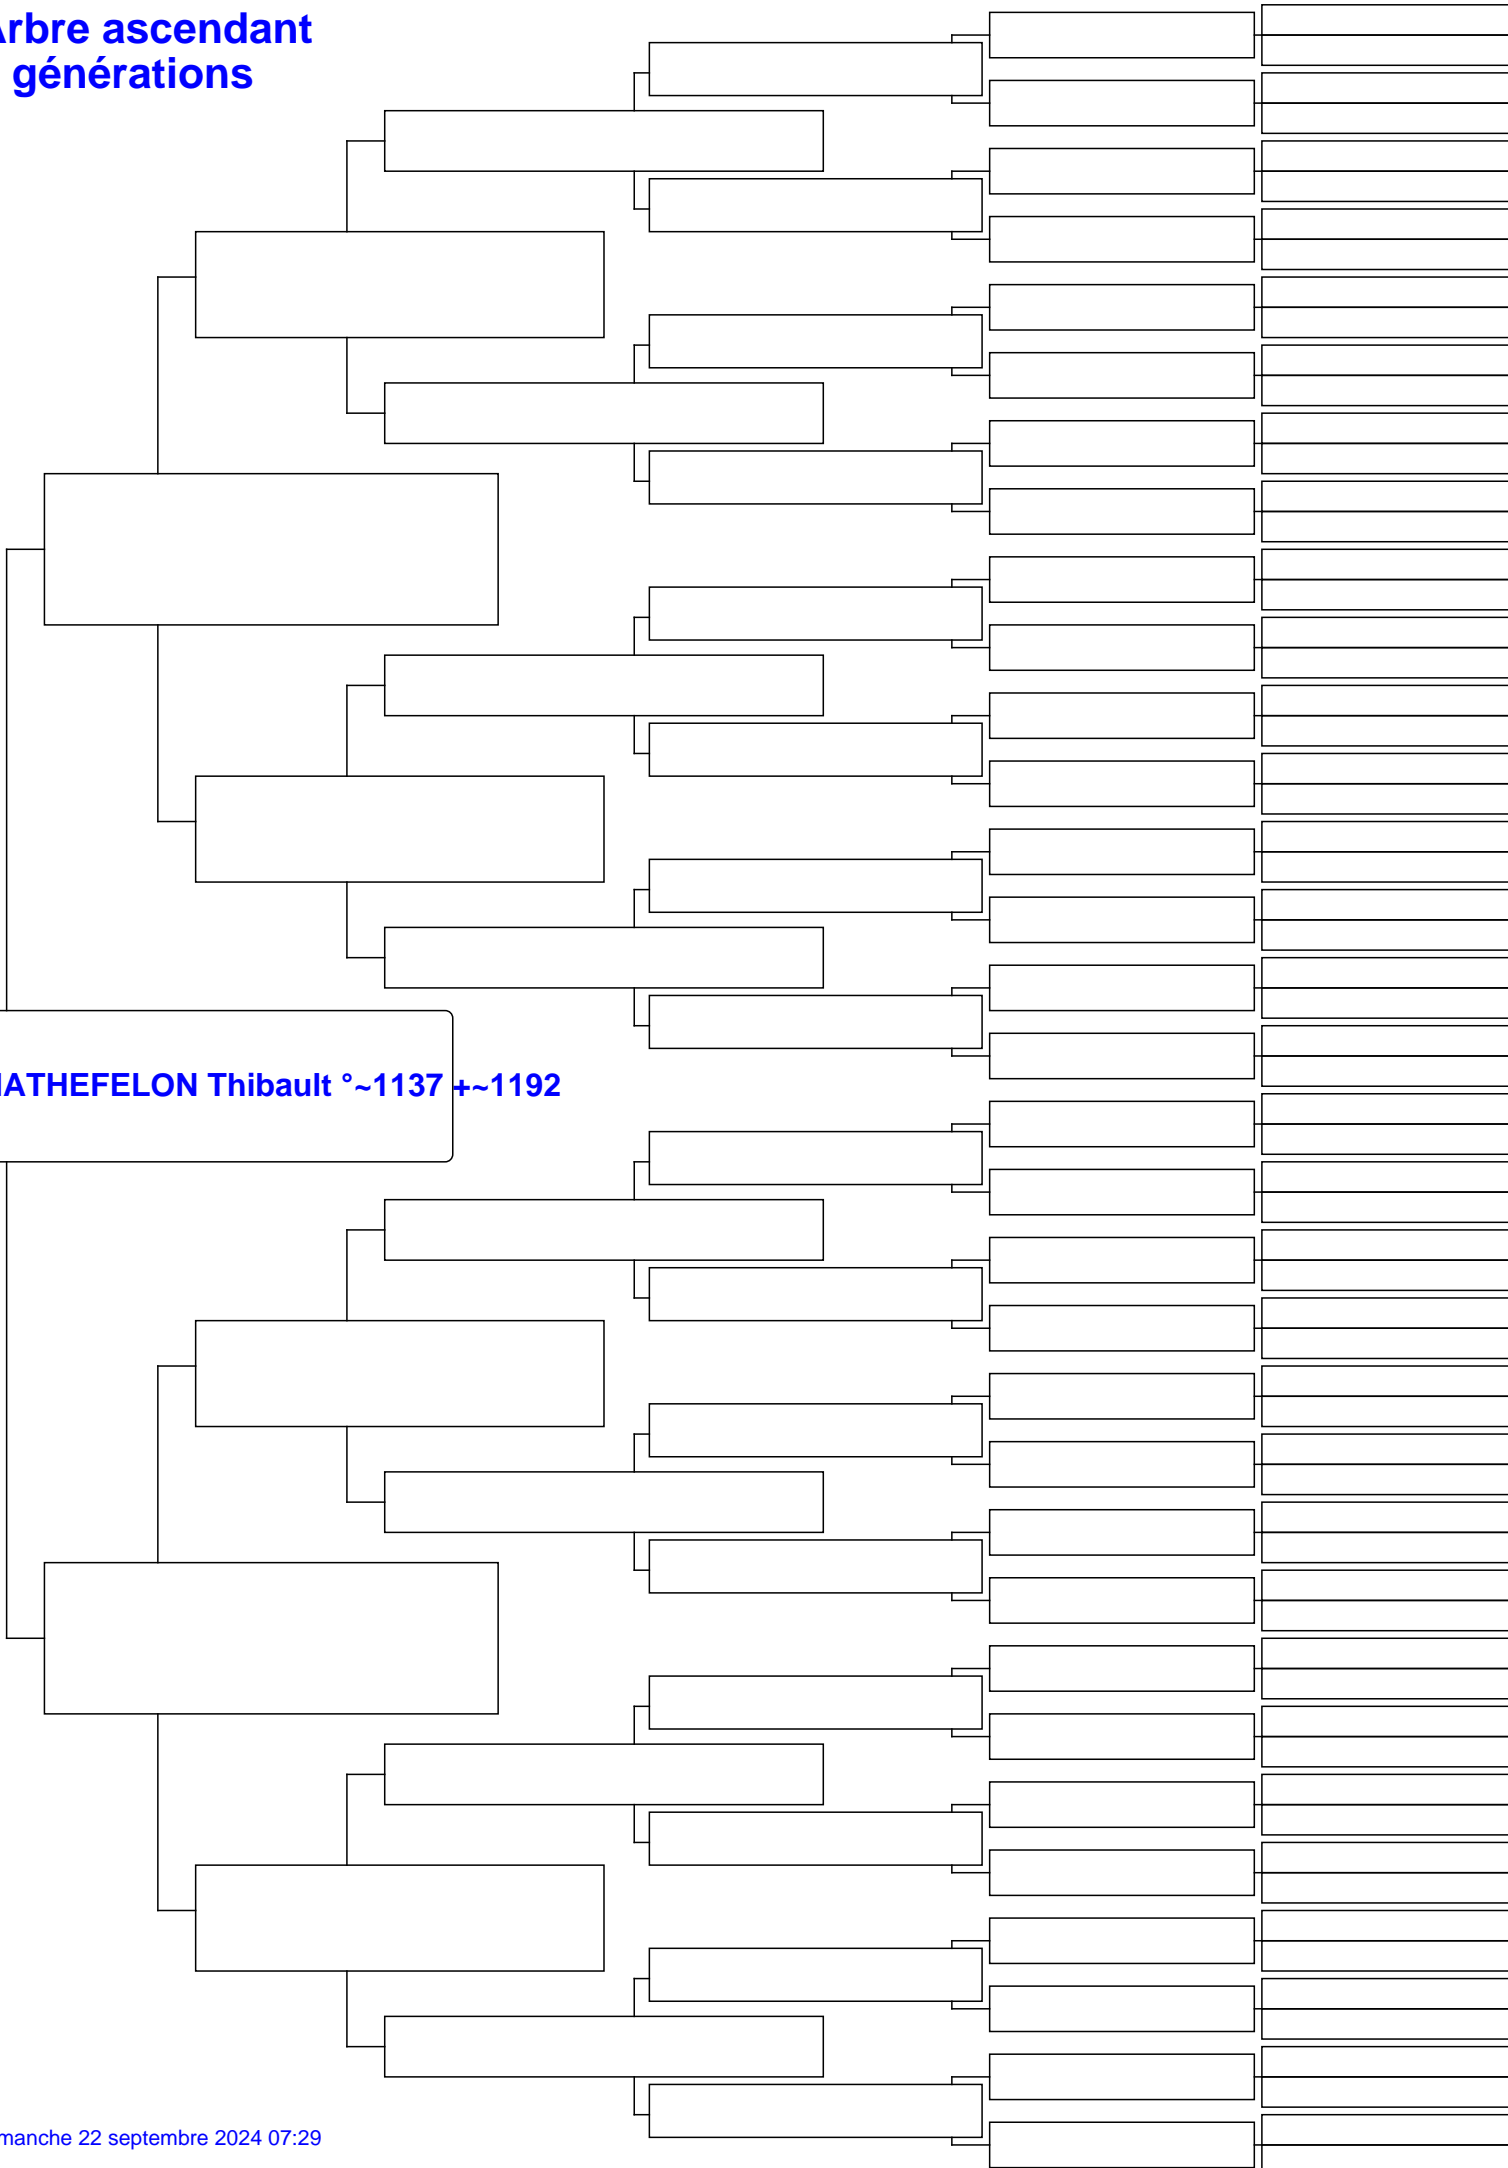 rbre ascendant
générations
ATHEFELON Thibault °~1137 +~1192
manche 22 septembre 2024 07:29